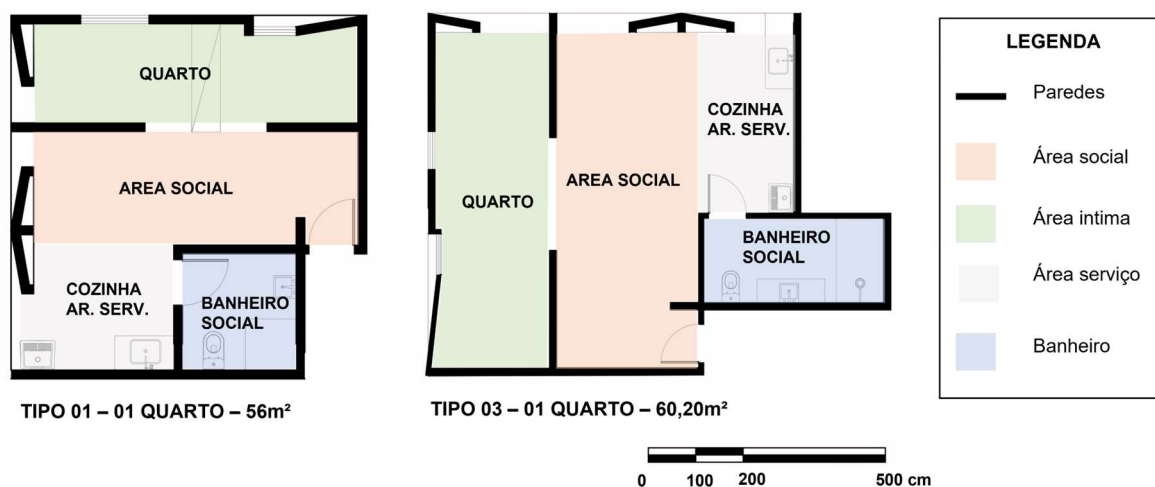 QUARTO
AREA SOCIAL
COZINHA
AR. SERV.
BANHEIRO
SOCIAL
TIPO 01 – 01 QUARTO – 56m²
QUARTO
AREA SOCIAL
COZINHA
AR. SERV.
BANHEIRO
SOCIAL
TIPO 03 – 01 QUARTO – 60,20m²
LEGENDA
Paredes
Área social
Área intima
Área serviço
Banheiro
0 100 200 500 cm